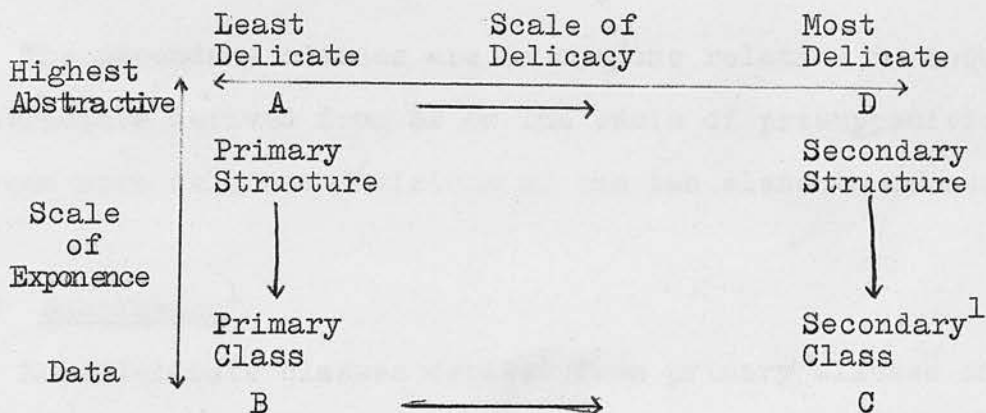 Least Delicate
Scale of Delicacy
Most Delicate
Highest Abstractive
A
D
Primary Structure
Secondary Structure
Scale of Exponence
Primary Class
Secondary1 Class
Data
B
C